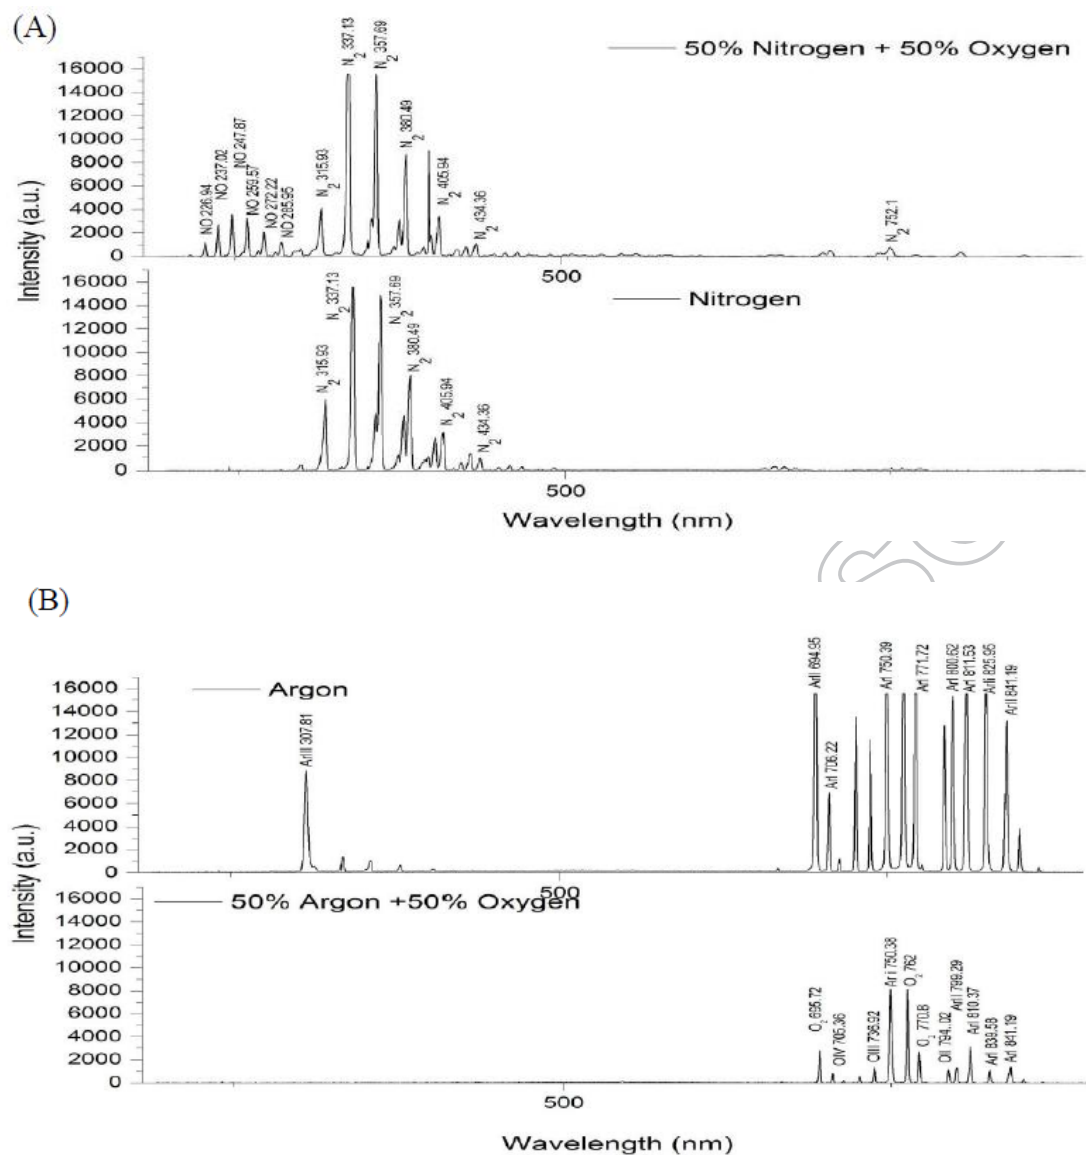 (A)
50% Nitrogen + 50% Oxygen
Intensity (a.u.)
16000
14000
12000
10000
8000
6000
4000
2000
0
NO 226.94
NO 237.02
NO 247.87
NO 259.57
NO 272.22
NO 285.95
N2 315.93
N2 337.13
N2 357.69
N2 380.49
N2 405.94
N2 434.36
N2 752.1
500
Nitrogen
16000
14000
12000
10000
8000
6000
4000
2000
0
N2 315.93
N2 337.13
N2 357.69
N2 380.49
N2 405.94
N2 434.36
500
Wavelength (nm)
(B)
Argon
Intensity (a.u.)
16000
14000
12000
10000
8000
6000
4000
2000
0
ArIII 307.81
ArII 694.95
ArI 706.22
ArI 750.39
ArI 771.72
ArI 800.62
ArI 811.53
ArIi 825.95
ArII 841.19
500
50% Argon +50% Oxygen
16000
14000
12000
10000
8000
6000
4000
2000
0
O2 695.72
OIV 705.36
OIII 736.92
Ar i 750.38
O2 762
O2 770.8
OII 794..02
ArII 799.29
ArI 810.37
ArI 839.58
ArI 841.19
500
Wavelength (nm)